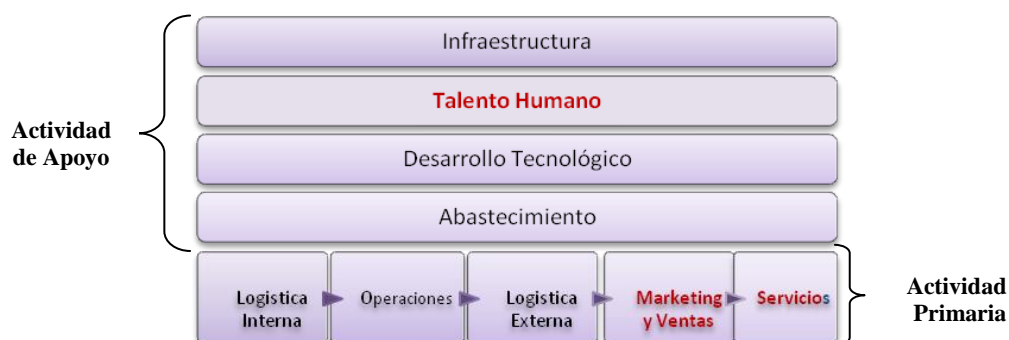 Infraestructura
Talento Humano
Actividad
de Apoyo
Desarrollo Tecnológico
Abastecimiento
Logistica
Interna
Operaciones
Logistica
Externa
Marketing
y Ventas
Servicios
Actividad
Primaria